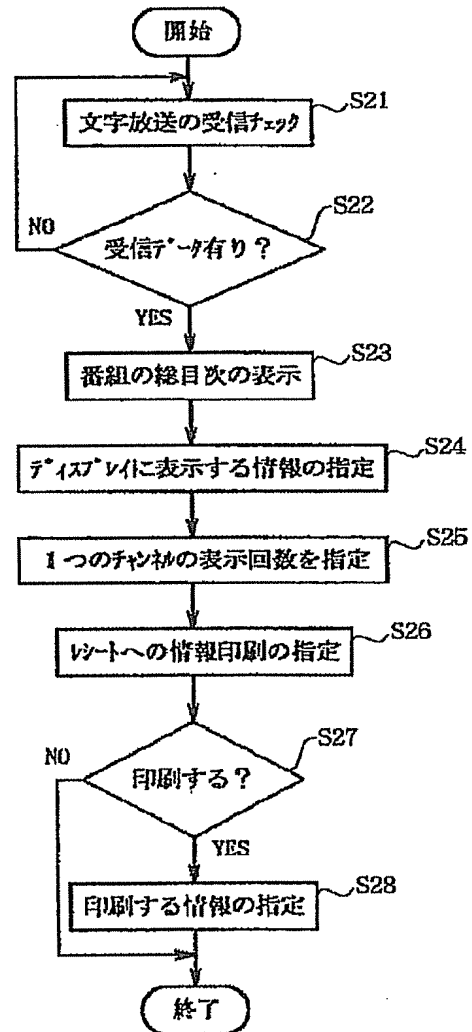 開始
文字放送の受信チェック
S21
S22
NO
受信データ有り？
YES
番組の総目次の表示
S23
ディスプレイに表示する情報の指定
S24
1つのチャンネルの表示回数を指定
S25
レシートへの情報印刷の指定
S26
S27
NO
印刷する？
YES
印刷する情報の指定
S28
終了